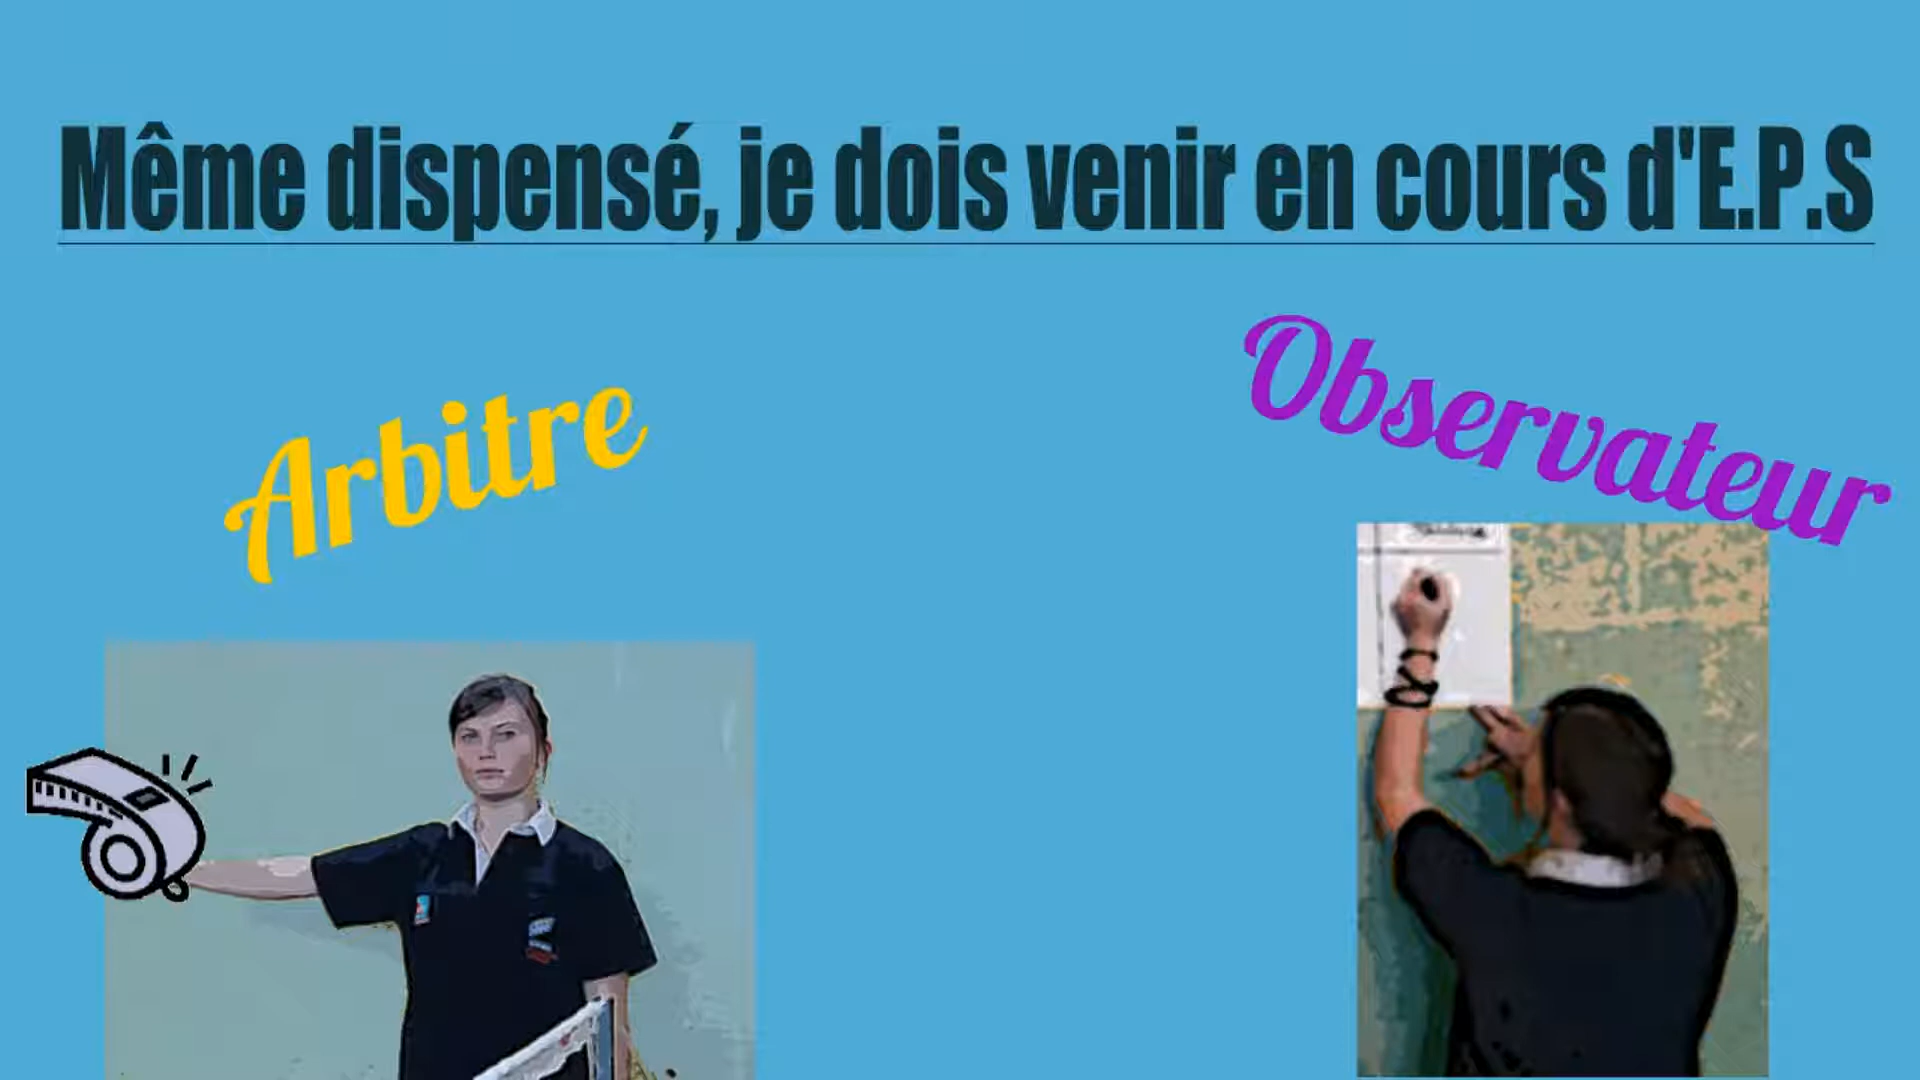 Même dispensé, je dois venir en cours d'E.P.S
Arbitre
Observateur